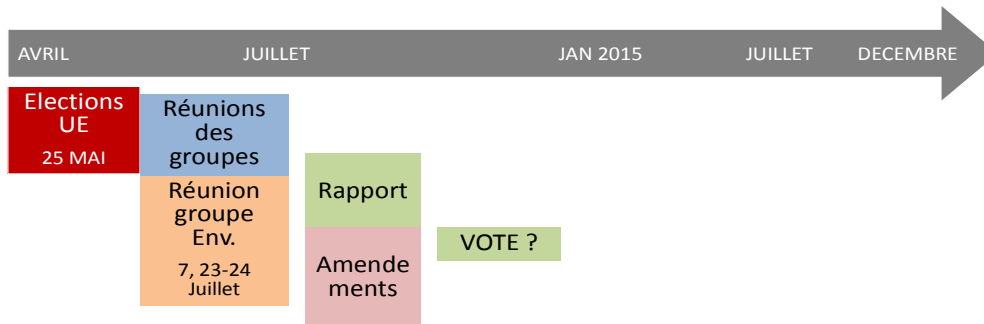 AVRIL JUILLET JAN 2015 JUILLET DECEMBRE
Elections
UE
25 MAI
Réunions
des
groupes
Réunion
groupe
Env.
7, 23-24
Juillet
Rapport
Amende
ments
VOTE ?